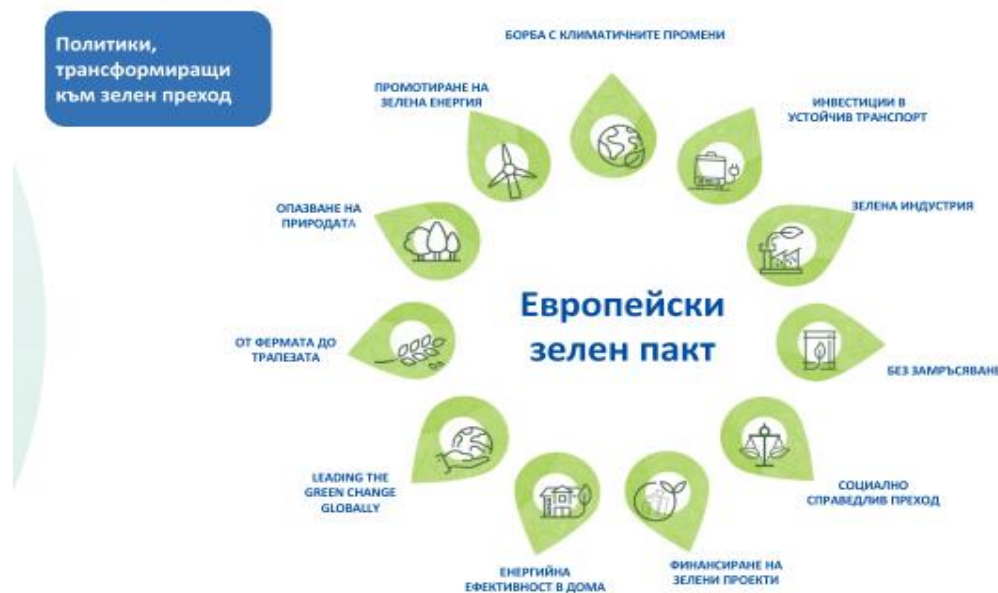 Политики,
трансформиращи
към зелен преход
БОРБА С КЛИМАТИЧНИТЕ ПРОМЕНИ
ПРОМОТИРАНЕ НА
ЗЕЛЕНА ЕНЕРГИЯ
ИНВЕСТИЦИИ В
УСТОЙЧИВ ТРАНСПОРТ
ОПАЗВАНЕ НА
ПРИРОДАТА
ЗЕЛЕНА ИНДУСТРИЯ
Европейски
зелен пакт
ОТ ФЕРМАТА ДО
ТРАПЕЗАТА
БЕЗ ЗАМРЪСЯВАНЕ
LEADING THE
GREEN CHANGE
GLOBALLY
СОЦИАЛНО
СПРАВЕДЛИВ ПРЕХОД
ЕНЕРГИЙНА
ЕФЕКТИВНОСТ В ДОМА
ФИНАНСИРАНЕ НА
ЗЕЛЕНИ ПРОЕКТИ